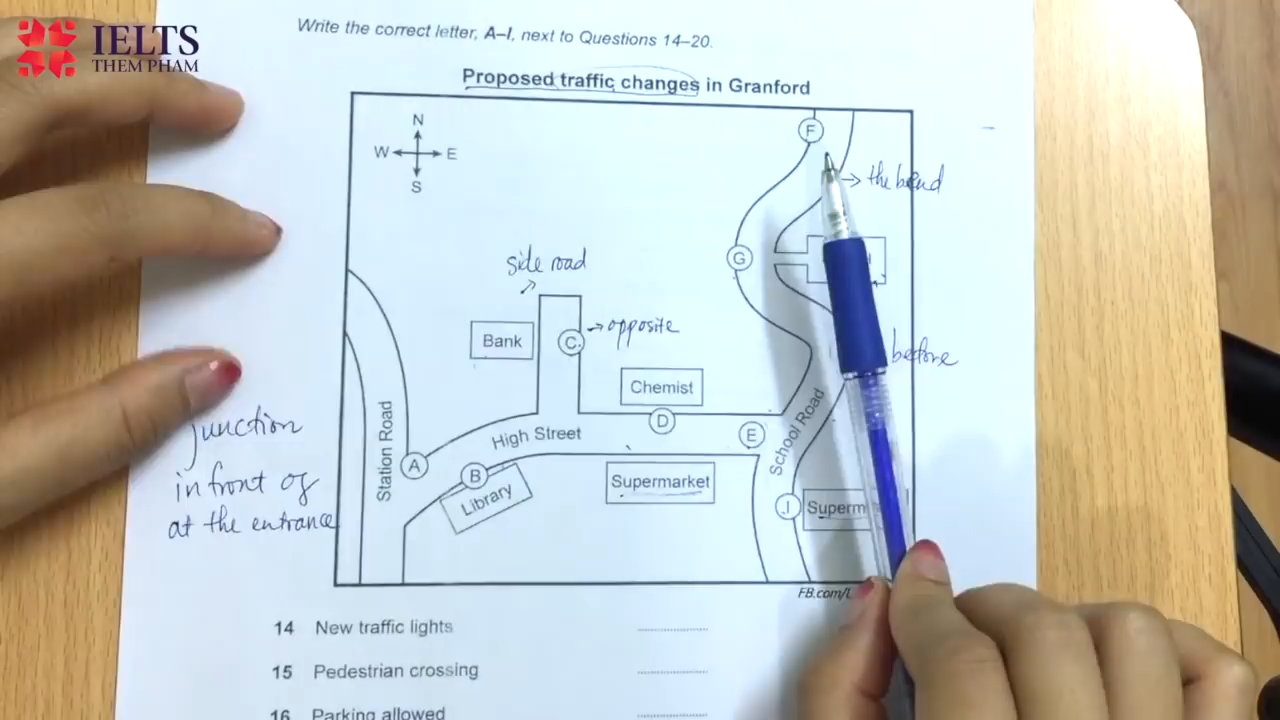 IELTS
THEM PHAM
Write the correct letter, A–I, next to Questions 14–20.
Proposed traffic changes in Granford
N
W E
S
F
the bend
G
side road
Bank
C
opposite
before
Chemist
D
E
High Street
School Road
Station Road
A
B
Library
Supermarket
I
Superm
junction
in front of
at the entrance
FB.com/L
14 New traffic lights
15 Pedestrian crossing
16 Parking allowed